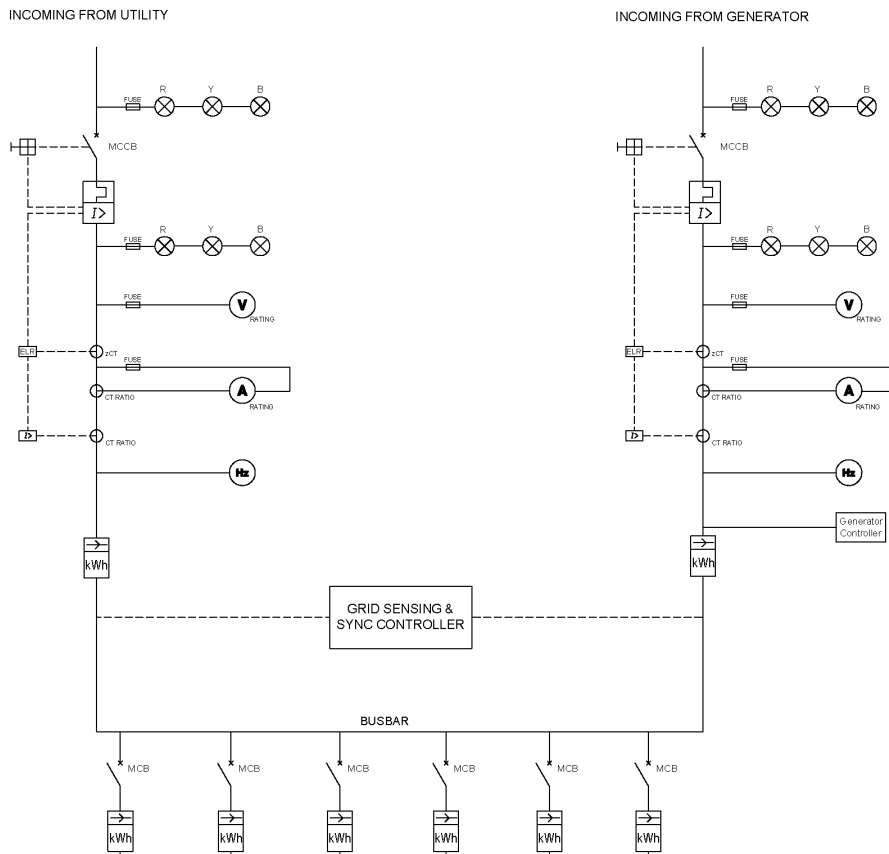 INCOMING FROM UTILITY
INCOMING FROM GENERATOR
FUSE R Y B
FUSE R Y B
MCCB
MCCB
I>
I>
FUSE R Y B
FUSE R Y B
FUSE V RATING
FUSE V RATING
ELR zCT
ELR zCT
FUSE
FUSE
CT RATIO A RATING
CT RATIO A RATING
I> CT RATIO
I> CT RATIO
Hz
Hz
Generator
Controller
kWh
kWh
GRID SENSING &
SYNC CONTROLLER
BUSBAR
MCB MCB MCB MCB MCB MCB
kWh kWh kWh kWh kWh kWh